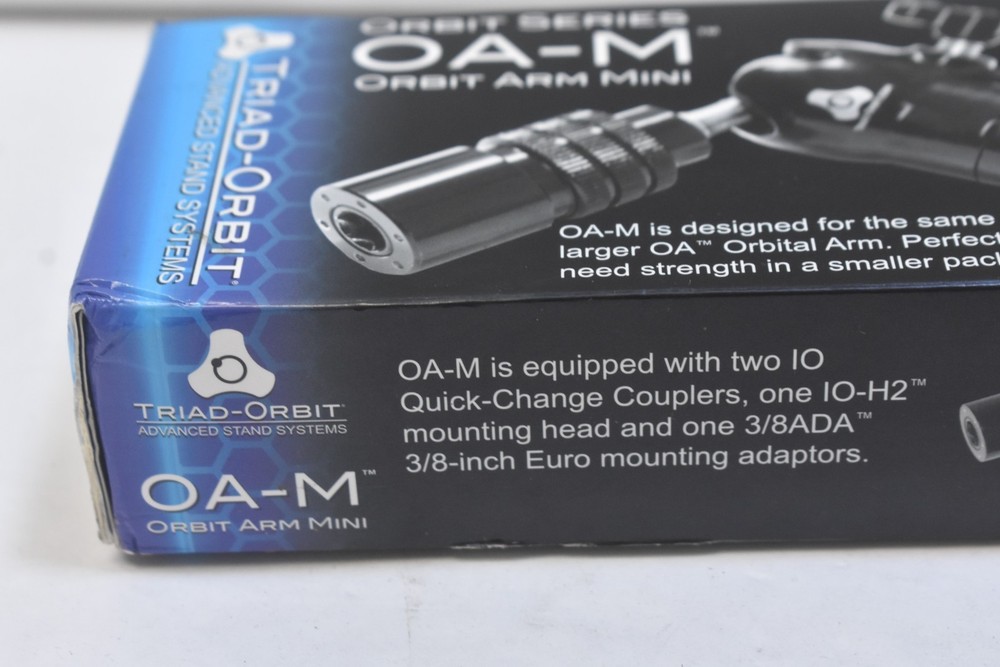 ORBIT SERIES
OA-M™
ORBIT ARM MINI
TRIAD-ORBIT
ADVANCED STAND SYSTEMS
OA-M is designed for the same
larger OA™ Orbital Arm. Perfect
need strength in a smaller pac
TRIAD-ORBIT
ADVANCED STAND SYSTEMS
OA-M™
ORBIT ARM MINI
OA-M is equipped with two IO
Quick-Change Couplers, one IO-H2™
mounting head and one 3/8ADA™
3/8-inch Euro mounting adaptors.